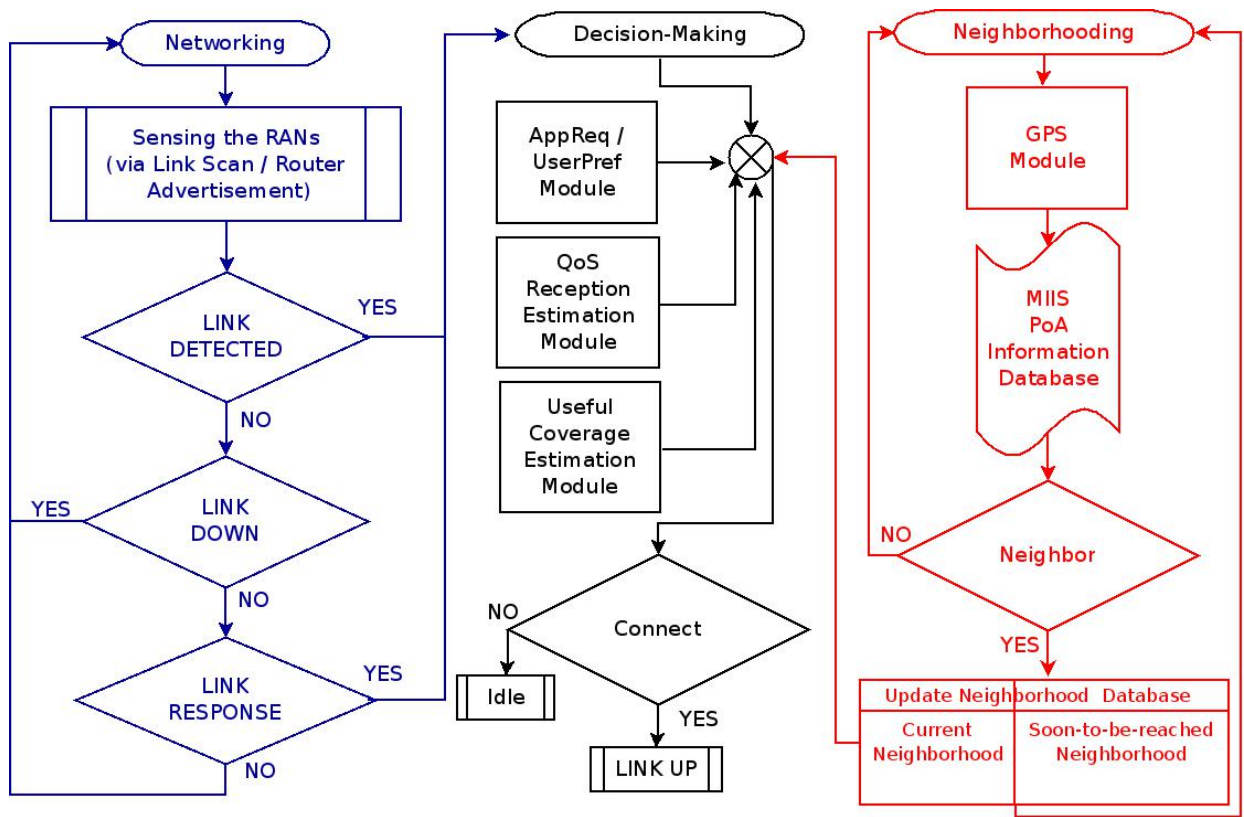 Networking
Sensing the RANs
(via Link Scan / Router
Advertisement)
LINK
DETECTED
YES
NO
LINK
DOWN
YES
NO
LINK
RESPONSE
YES
NO
Decision-Making
AppReq /
UserPref
Module
QoS
Reception
Estimation
Module
Useful
Coverage
Estimation
Module
Connect
NO
Idle
YES
LINK UP
Neighborhooding
GPS
Module
MIIS
PoA
Information
Database
Neighbor
NO
YES
Update Neighborhood Database
Current
Neighborhood
Soon-to-be-reached
Neighborhood